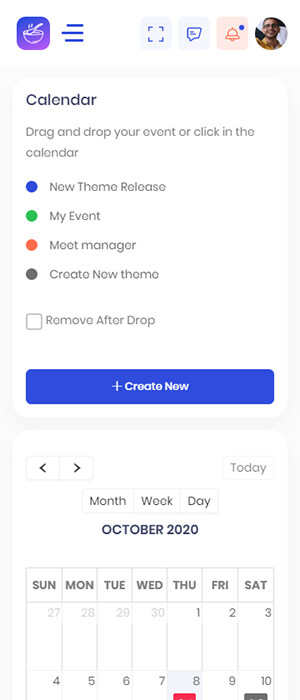 Calendar
Drag and drop your event or click in the
calendar
New Theme Release
My Event
Meet manager
Create New theme
Remove After Drop
+ Create New
Today
Month Week Day
OCTOBER 2020
SUN MON TUE WED THU FRI SAT
27 28 29 30 1 2 3
4 5 6 7 8 9 10